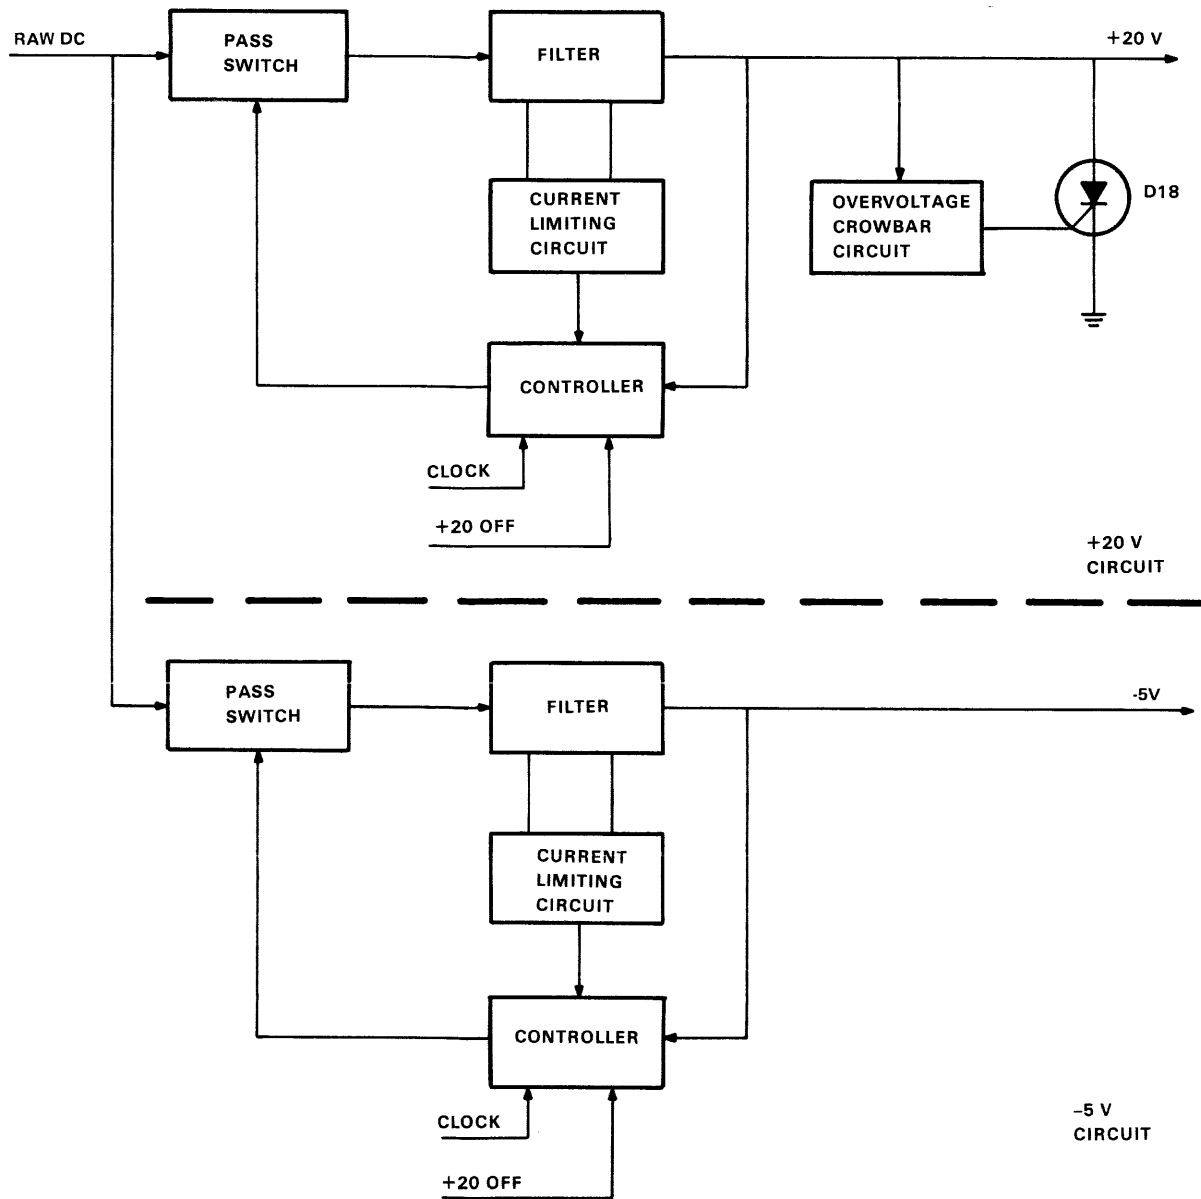 RAW DC
PASS
SWITCH
FILTER
+20 V
CURRENT
LIMITING
CIRCUIT
OVERVOLTAGE
CROWBAR
CIRCUIT
D18
CONTROLLER
CLOCK
+20 OFF
+20 V
CIRCUIT
PASS
SWITCH
FILTER
-5V
CURRENT
LIMITING
CIRCUIT
CONTROLLER
CLOCK
+20 OFF
–5 V
CIRCUIT